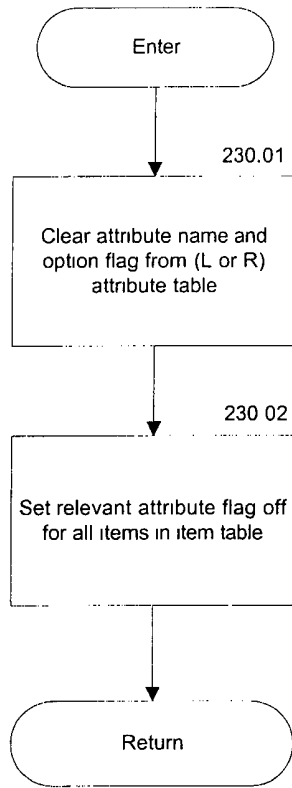 Enter
230.01
Clear attribute name and
option flag from (L or R)
attribute table
230 02
Set relevant attribute flag off
for all items in item table
Return